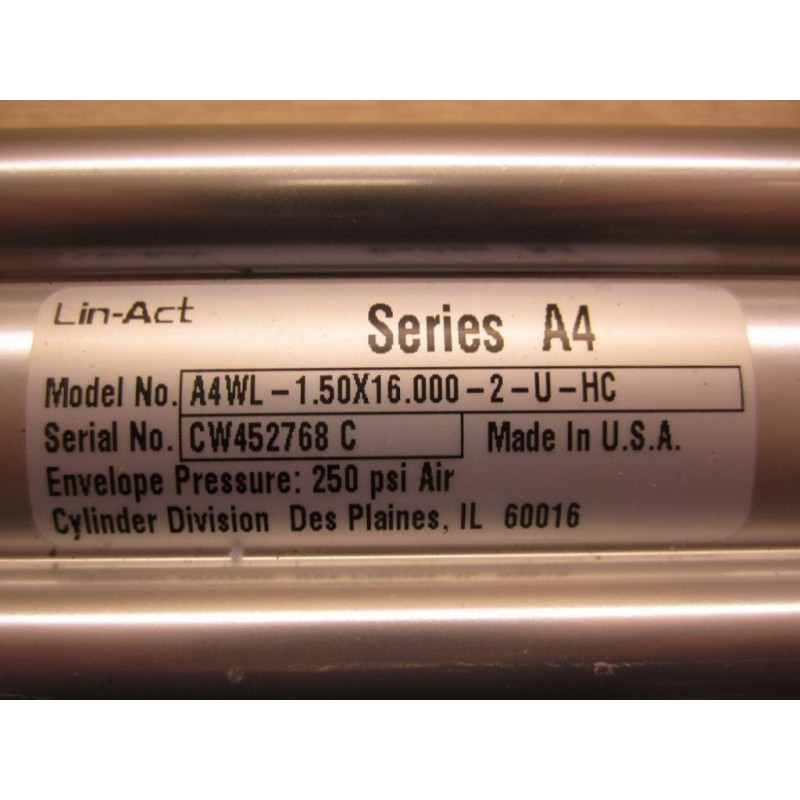 Lin-Act
Series A4
Model No. A4WL-1.50X16.000-2-U-HC
Serial No. CW452768 C Made In U.S.A.
Envelope Pressure: 250 psi Air
Cylinder Division Des Plaines, IL 60016